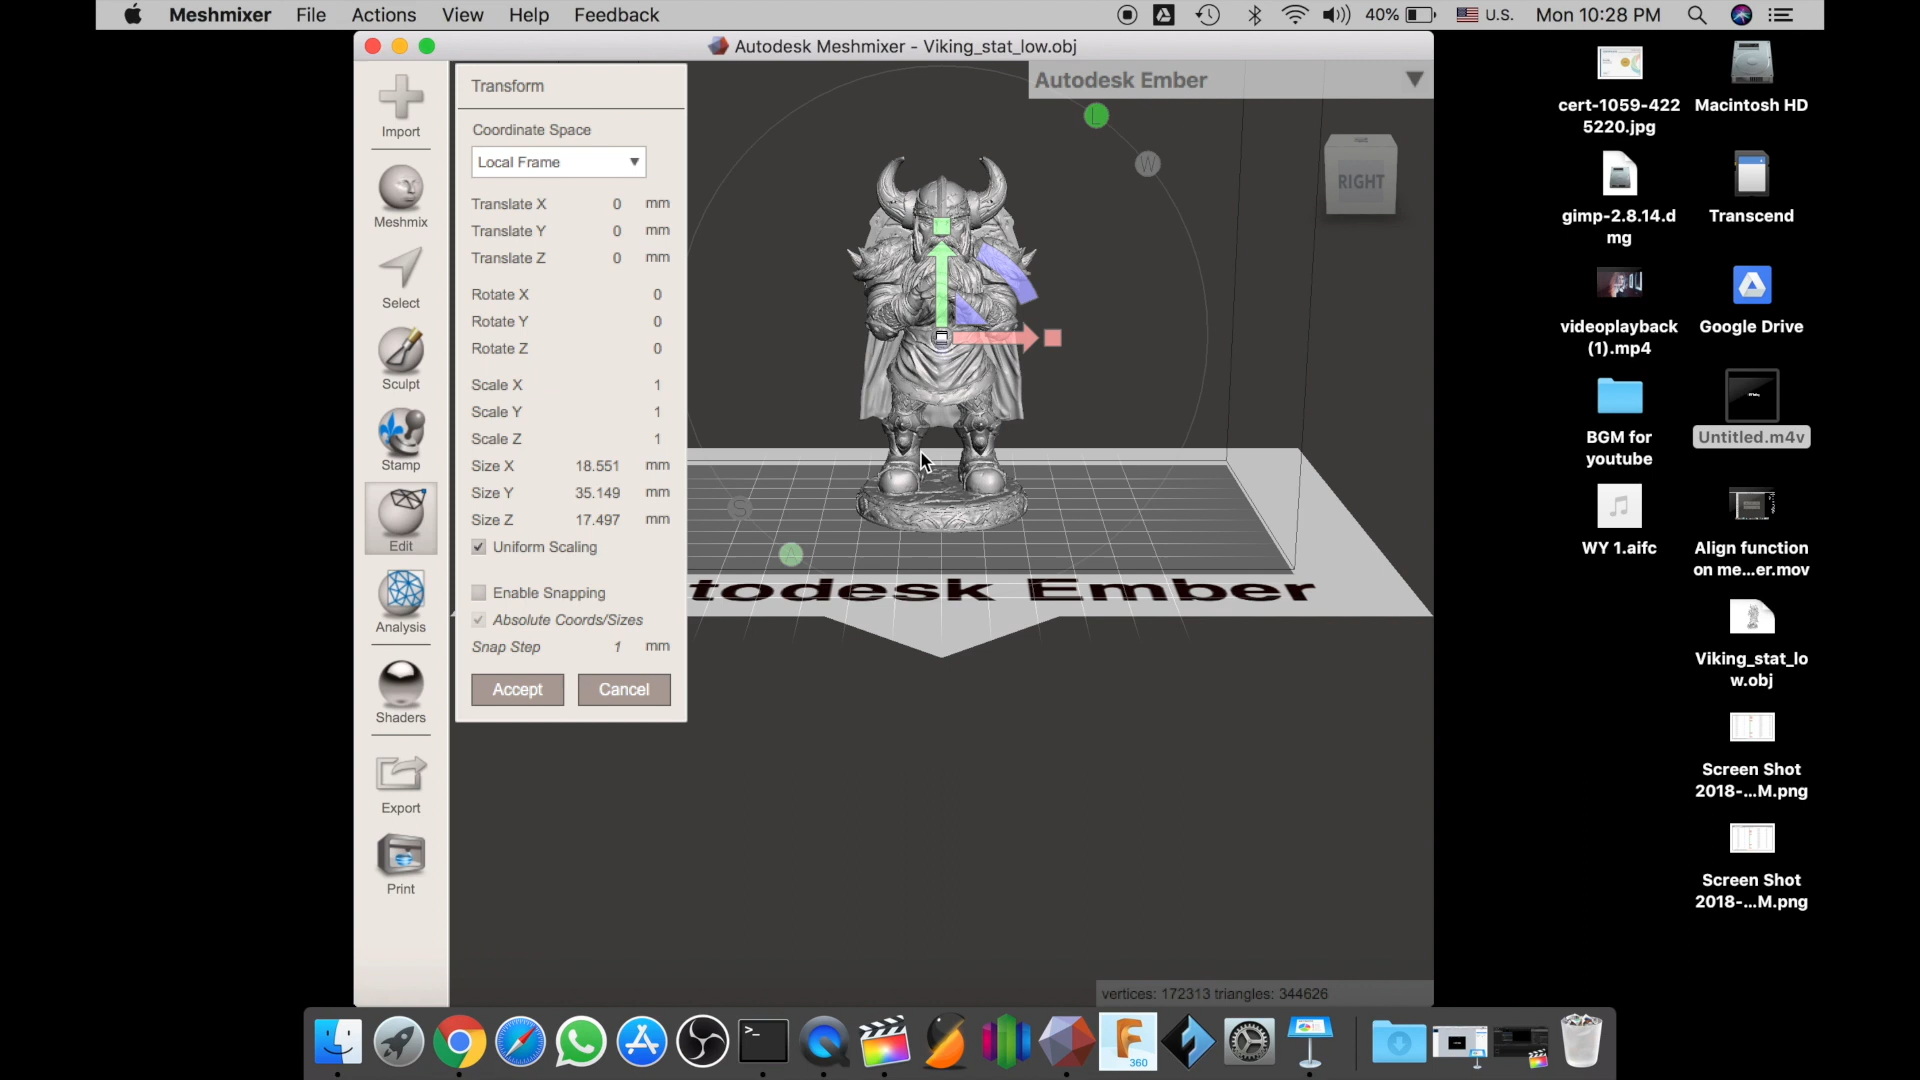 Meshmixer File Actions View Help Feedback
40% U.S. Mon 10:28 PM
Autodesk Meshmixer - Viking_stat_low.obj
Import
Meshmix
Select
Sculpt
Stamp
Edit
Analysis
Shaders
Export
Print
Transform
Coordinate Space
Local Frame
Translate X 0 mm
Translate Y 0 mm
Translate Z 0 mm
Rotate X 0
Rotate Y 0
Rotate Z 0
Scale X 1
Scale Y 1
Scale Z 1
Size X 18.551 mm
Size Y 35.149 mm
Size Z 17.497 mm
Uniform Scaling
Enable Snapping
Absolute Coords/Sizes
Snap Step 1 mm
Accept Cancel
Autodesk Ember
L
W
S
A
RIGHT
todesk Ember
vertices: 172313 triangles: 344626
cert-1059-422
5220.jpg
gimp-2.8.14.d
mg
videoplayback
(1).mp4
BGM for
youtube
WY 1.aifc
Macintosh HD
Transcend
Google Drive
Untitled.m4v
Align function
on me...er.mov
Viking_stat_lo
w.obj
Screen Shot
2018-...M.png
Screen Shot
2018-...M.png
>_
F
360